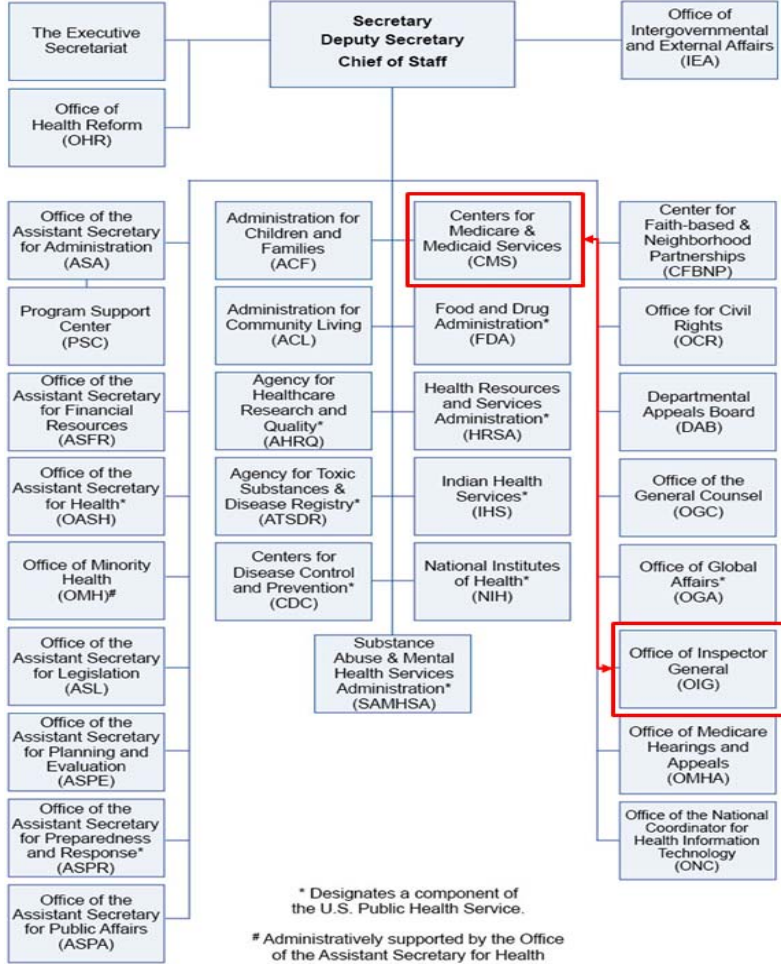 The Executive
Secretariat
Secretary
Deputy Secretary
Chief of Staff
Office of
Intergovernmental
and External Affairs
(IEA)
Office of
Health Reform
(OHR)
Office of the
Assistant Secretary
for Administration
(ASA)
Program Support
Center
(PSC)
Office of the
Assistant Secretary
for Financial
Resources
(ASFR)
Office of the
Assistant Secretary
for Health*
(OASH)
Office of Minority
Health
(OMH)#
Office of the
Assistant Secretary
for Legislation
(ASL)
Office of the
Assistant Secretary
for Planning and
Evaluation
(ASPE)
Office of the
Assistant Secretary
for Preparedness
and Response*
(ASPR)
Office of the
Assistant Secretary
for Public Affairs
(ASPA)
Administration for
Children and
Families
(ACF)
Administration for
Community Living
(ACL)
Agency for
Healthcare
Research and
Quality*
(AHRQ)
Agency for Toxic
Substances &
Disease Registry*
(ATSDR)
Centers for
Disease Control
and Prevention*
(CDC)
Centers for
Medicare &
Medicaid Services
(CMS)
Food and Drug
Administration*
(FDA)
Health Resources
and Services
Administration*
(HRSA)
Indian Health
Services*
(IHS)
National Institutes
of Health*
(NIH)
Substance
Abuse & Mental
Health Services
Administration*
(SAMHSA)
Center for
Faith-based &
Neighborhood
Partnerships
(CFBNP)
Office for Civil
Rights
(OCR)
Departmental
Appeals Board
(DAB)
Office of the
General Counsel
(OGC)
Office of Global
Affairs*
(OGA)
Office of Inspector
General
(OIG)
Office of Medicare
Hearings and
Appeals
(OMHA)
Office of the National
Coordinator for
Health Information
Technology
(ONC)
* Designates a component of
the U.S. Public Health Service.
# Administratively supported by the Office
of the Assistant Secretary for Health